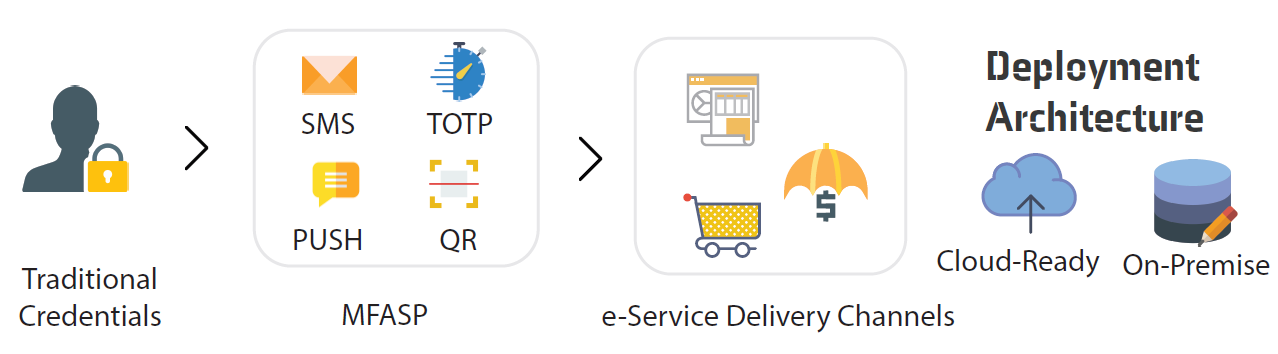 Traditional
Credentials
SMS
TOTP
PUSH
QR
MFASP
$
e-Service Delivery Channels
Deployment
Architecture
Cloud-Ready
On-Premise